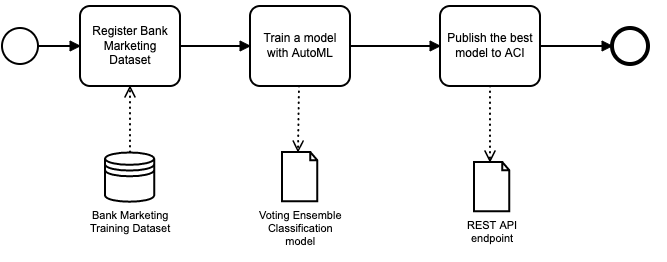 Register Bank
Marketing
Dataset
Train a model
with AutoML
Publish the best
model to ACI
Bank Marketing
Training Dataset
Voting Ensemble
Classification
model
REST API
endpoint